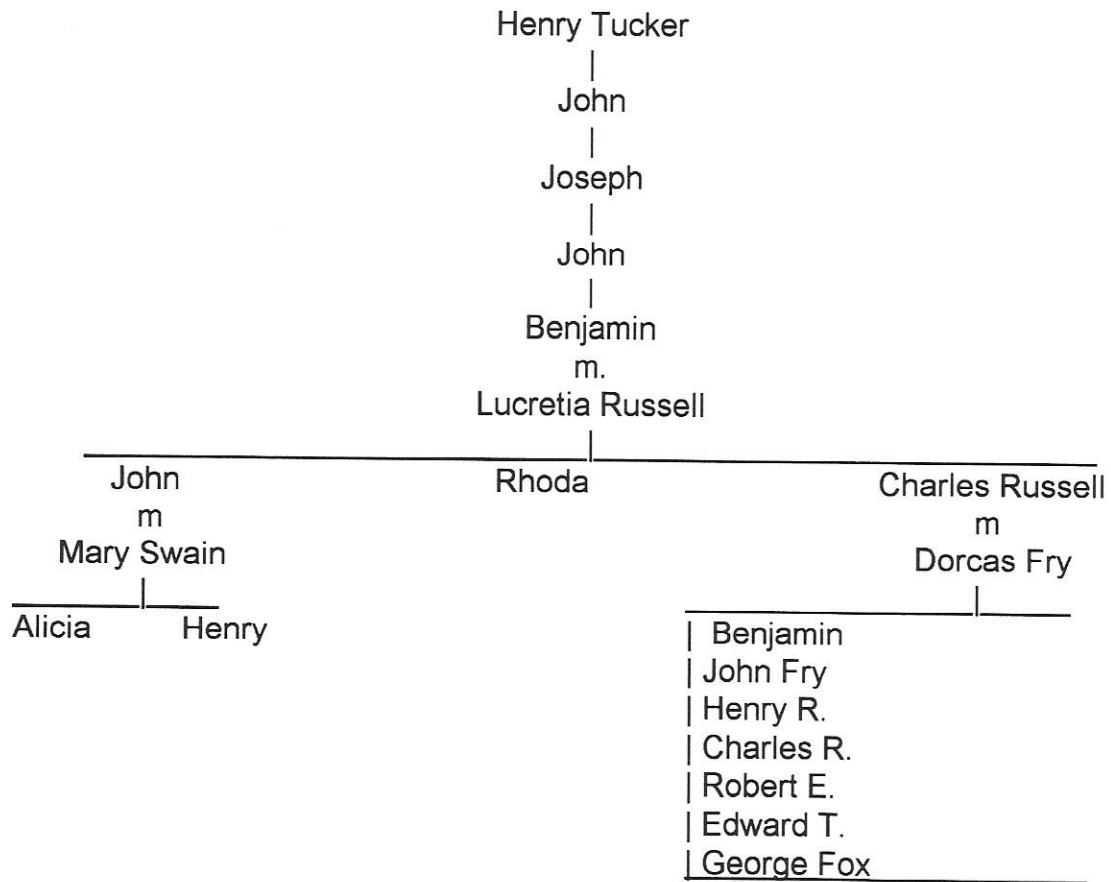 Henry Tucker
John
Joseph
John
Benjamin
m.
Lucretia Russell
John Rhoda Charles Russell
m m
Mary Swain Dorcas Fry
Alicia Henry
Benjamin
John Fry
Henry R.
Charles R.
Robert E.
Edward T.
George Fox